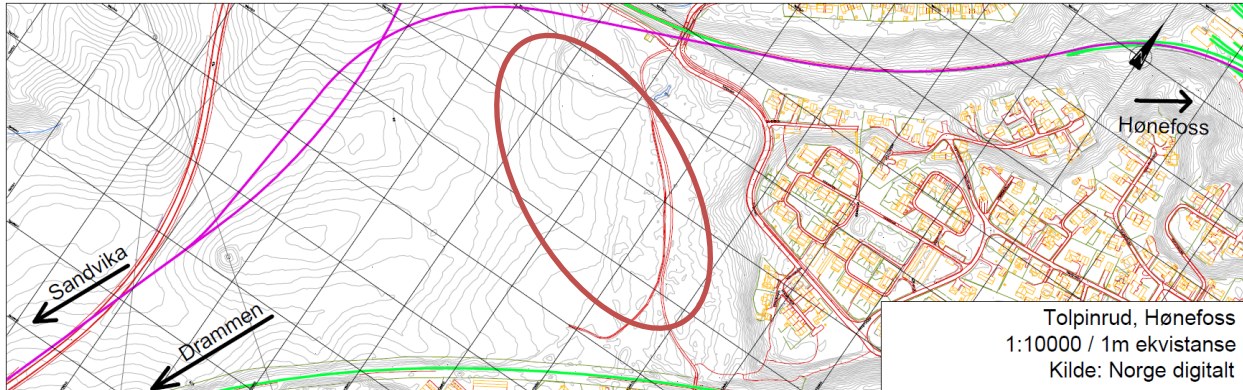 Hønefoss
Sandvika
Drammen
Tolpinrud, Hønefoss
1:10000 / 1m ekvistanse
Kilde: Norge digitalt